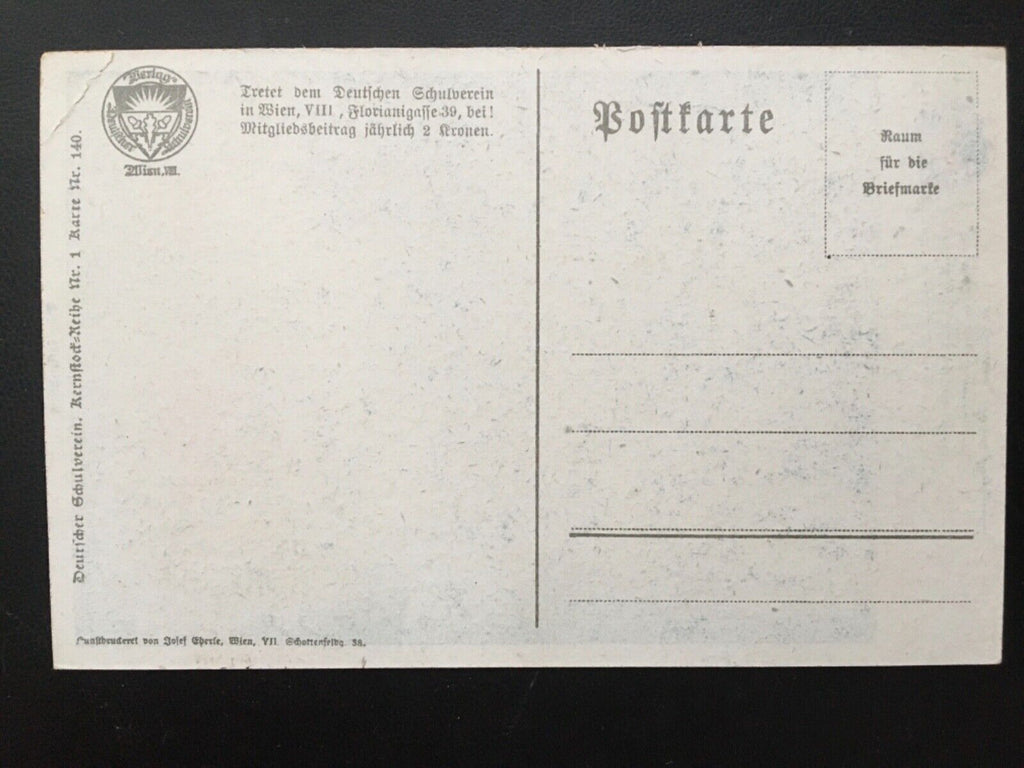 Verlag
Deutscher Schulverein
Wien, VIII.
Tretet dem Deutschen Schulverein
in Wien, VIII, Florianigasse 39, bei!
Mitgliedsbeitrag jährlich 2 Kronen.
Postkarte
Raum
für die
Briefmarke
Deutscher Schulverein. Kernstock=Reihe Nr. 1 Karte Nr. 140.
Kunstdruckerei von Josef Eberle, Wien, VII. Schottenfeldg. 38.